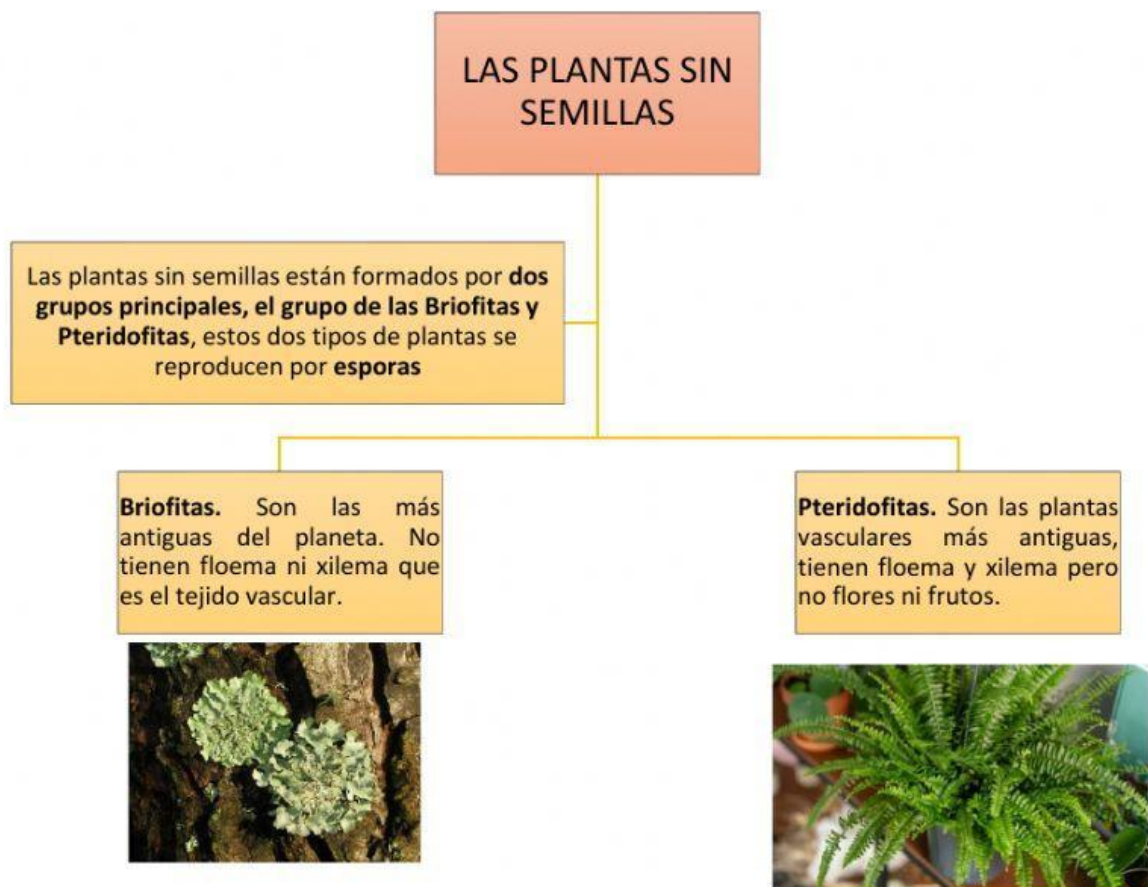 LAS PLANTAS SIN
SEMILLAS
Las plantas sin semillas están formados por dos
grupos principales, el grupo de las Briofitas y
Pteridofitas, estos dos tipos de plantas se
reproducen por esporas
Briofitas. Son las más
antiguas del planeta. No
tienen floema ni xilema que
es el tejido vascular.
Pteridofitas. Son las plantas
vasculares más antiguas,
tienen floema y xilema pero
no flores ni frutos.